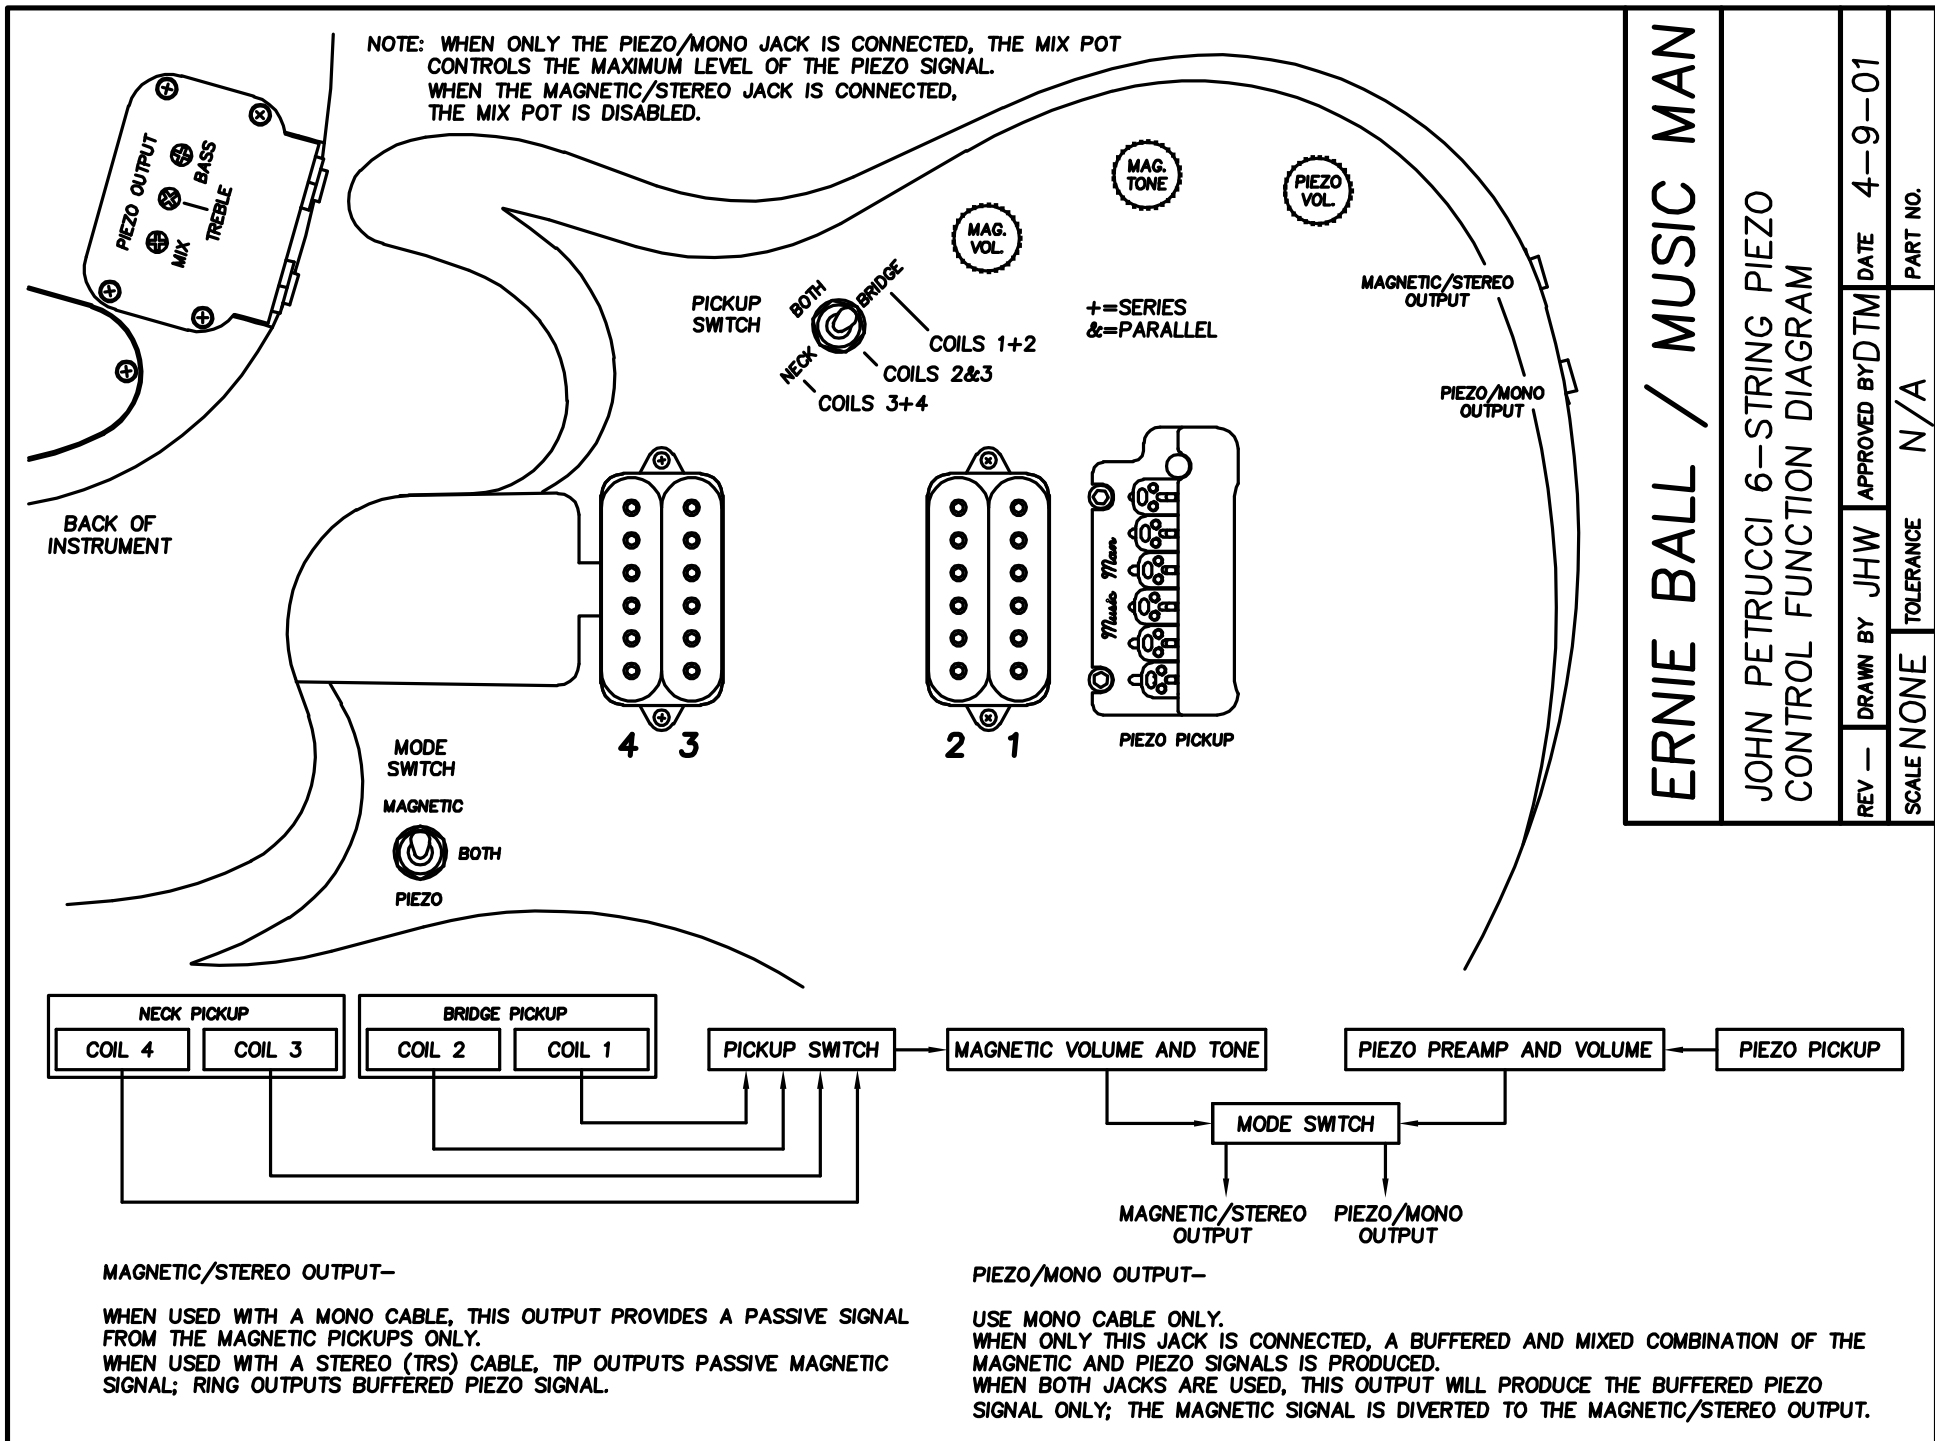 NOTE: WHEN ONLY THE PIEZO/MONO JACK IS CONNECTED, THE MIX POT
CONTROLS THE MAXIMUM LEVEL OF THE PIEZO SIGNAL.
WHEN THE MAGNETIC/STEREO JACK IS CONNECTED,
THE MIX POT IS DISABLED.
PIEZO OUTPUT
BASS
TREBLE
MIX
BACK OF
INSTRUMENT
MAG.
VOL.
MAG.
TONE
PIEZO
VOL.
PICKUP
SWITCH
BOTH
BRIDGE
NECK
COILS 1+2
COILS 2&3
COILS 3+4
+=SERIES
&=PARALLEL
MAGNETIC/STEREO
OUTPUT
PIEZO/MONO
OUTPUT
Music Man
4 3
2 1
PIEZO PICKUP
MODE
SWITCH
MAGNETIC
BOTH
PIEZO
ERNIE BALL / MUSIC MAN
JOHN PETRUCCI 6-STRING PIEZO
CONTROL FUNCTION DIAGRAM
REV — DRAWN BY JHW APPROVED BY DTM DATE 4-9-01
SCALE NONE TOLERANCE N/A PART NO.
NECK PICKUP
COIL 4 COIL 3
BRIDGE PICKUP
COIL 2 COIL 1
PICKUP SWITCH
MAGNETIC VOLUME AND TONE
PIEZO PREAMP AND VOLUME
PIEZO PICKUP
MODE SWITCH
MAGNETIC/STEREO
OUTPUT
PIEZO/MONO
OUTPUT
MAGNETIC/STEREO OUTPUT—
WHEN USED WITH A MONO CABLE, THIS OUTPUT PROVIDES A PASSIVE SIGNAL
FROM THE MAGNETIC PICKUPS ONLY.
WHEN USED WITH A STEREO (TRS) CABLE, TIP OUTPUTS PASSIVE MAGNETIC
SIGNAL; RING OUTPUTS BUFFERED PIEZO SIGNAL.
PIEZO/MONO OUTPUT—
USE MONO CABLE ONLY.
WHEN ONLY THIS JACK IS CONNECTED, A BUFFERED AND MIXED COMBINATION OF THE
MAGNETIC AND PIEZO SIGNALS IS PRODUCED.
WHEN BOTH JACKS ARE USED, THIS OUTPUT WILL PRODUCE THE BUFFERED PIEZO
SIGNAL ONLY; THE MAGNETIC SIGNAL IS DIVERTED TO THE MAGNETIC/STEREO OUTPUT.